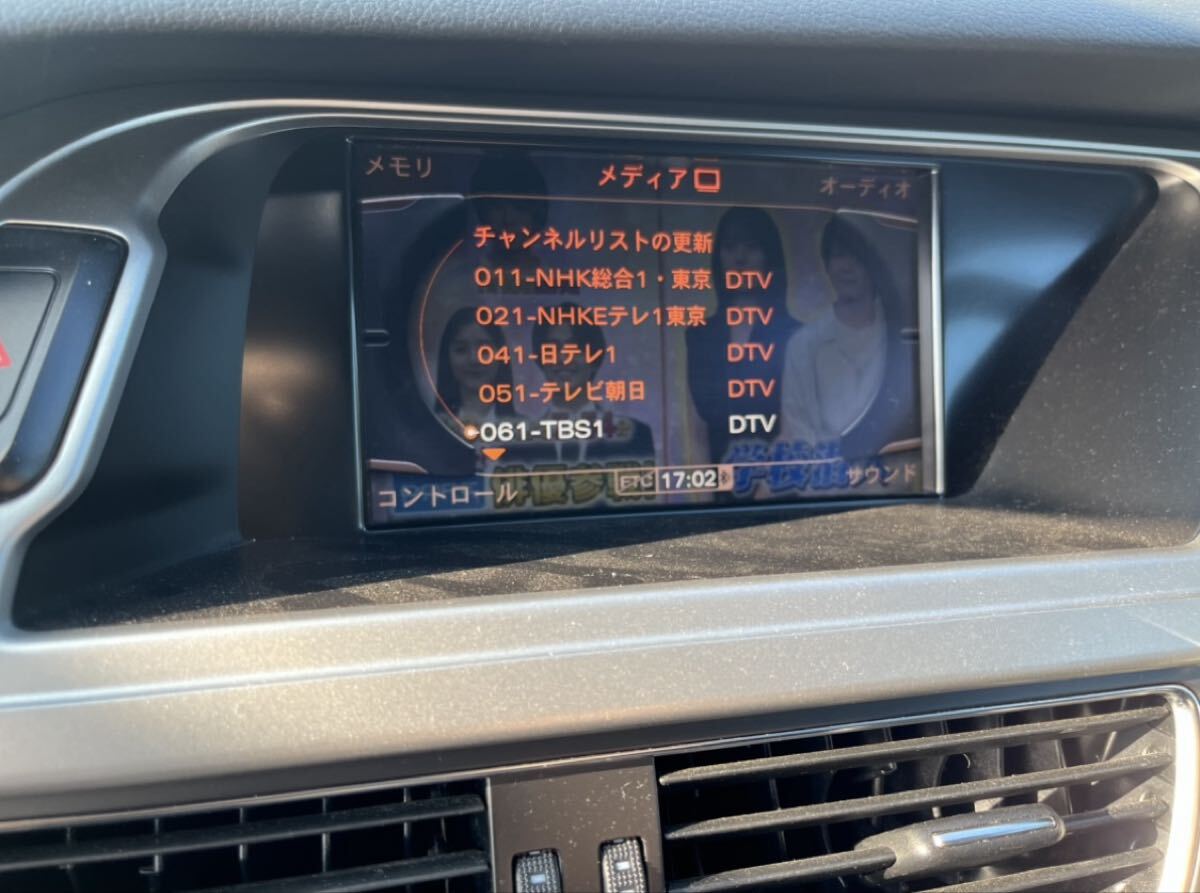 メモリ
メディア
オーディオ
チャンネルリストの更新
011-NHK総合1・東京 DTV
021-NHKEテレ1東京 DTV
041-日テレ1 DTV
051-テレビ朝日 DTV
061-TBS1 DTV
コントロール
ETC 17:02
サウンド